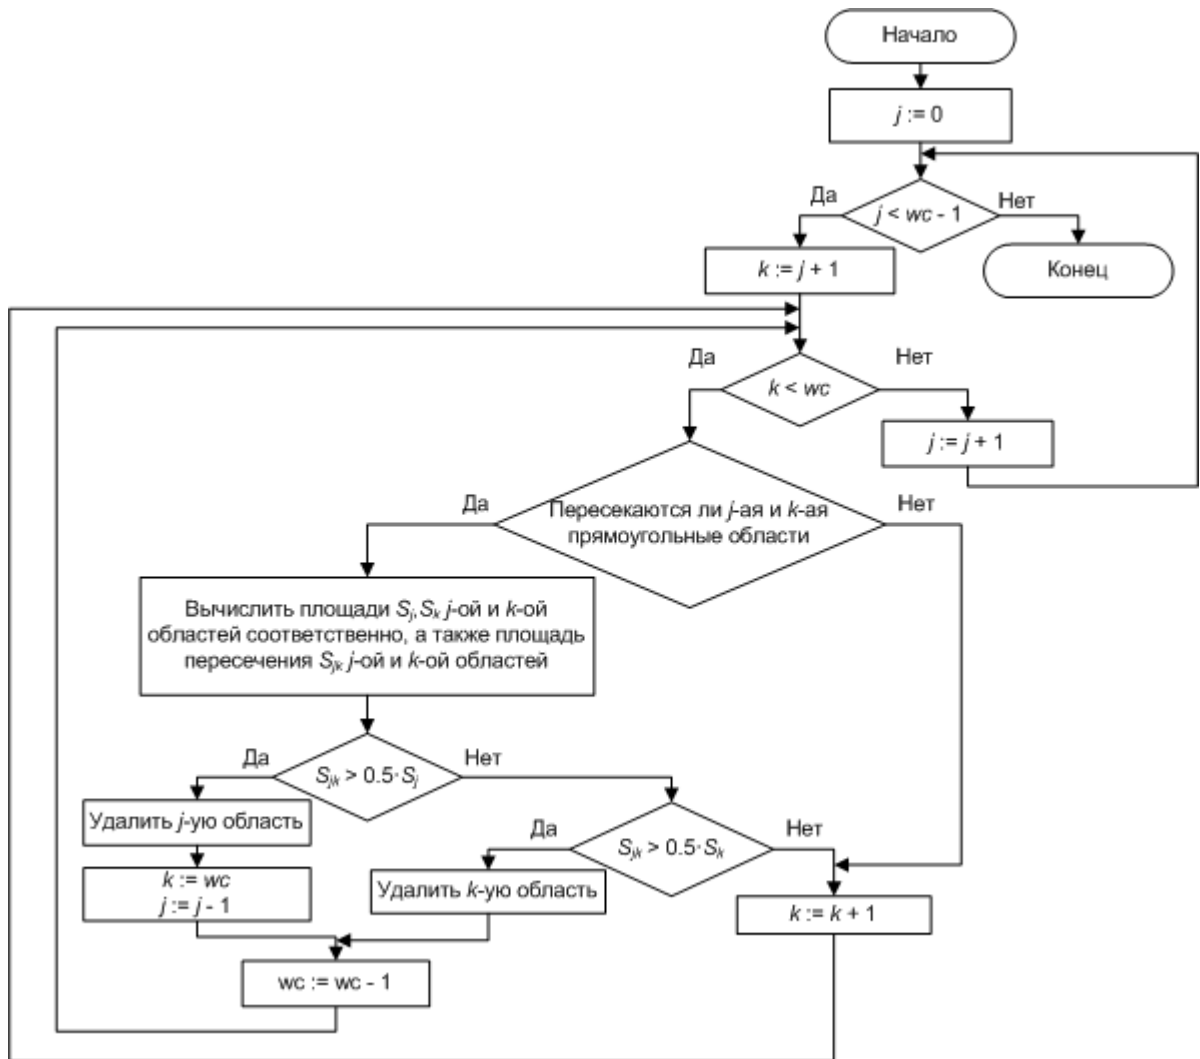 Начало
j := 0
Да
j < wc - 1
Нет
k := j + 1
Конец
Да
k < wc
Нет
j := j + 1
Да
Пересекаются ли j-ая и k-ая
прямоугольные области
Нет
Вычислить площади Sj,Sk j-ой и k-ой
областей соответственно, а также площадь
пересечения Sjk j-ой и k-ой областей
Да
Sjk > 0.5· Sj
Нет
Удалить j-ую область
k := wc
j := j - 1
Да
Sjk > 0.5· Sk
Нет
Удалить k-ую область
k := k + 1
wc := wc - 1